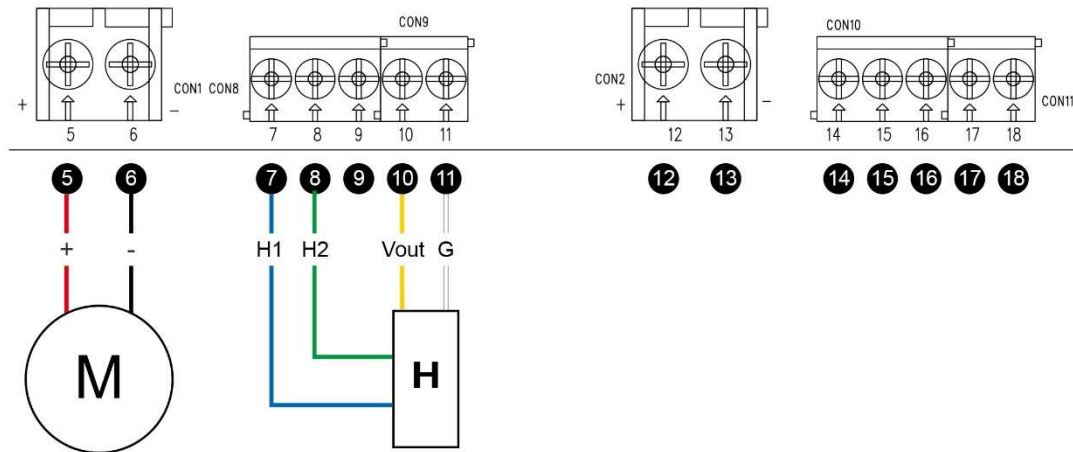 CON9 CON10
CON1 CON8 CON2 CON11
+ - + -
5 6 7 8 9 10 11 12 13 14 15 16 17 18
5 6 7 8 9 10 11 12 13 14 15 16 17 18
+ - H1 H2 Vout G
M H